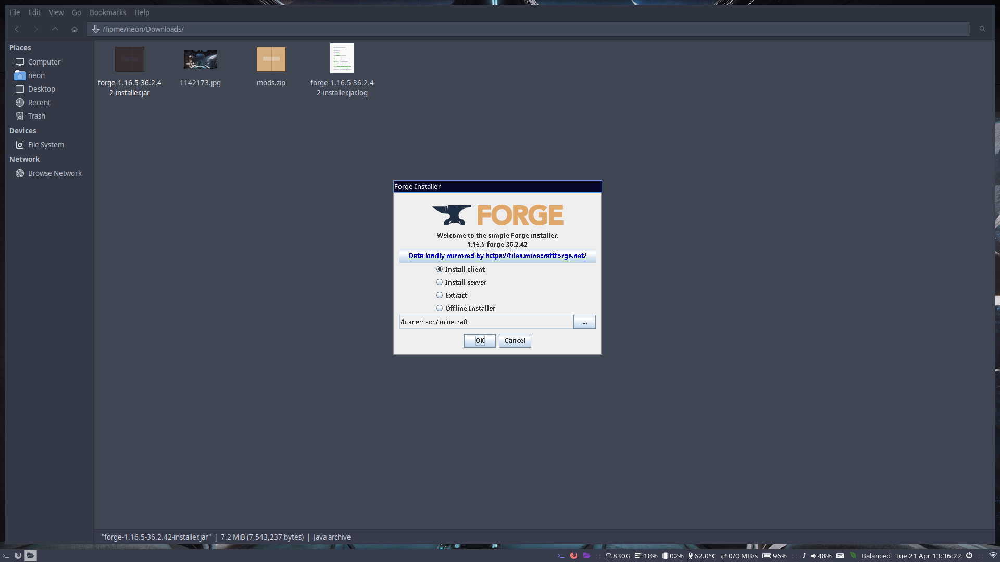 File Edit View Go Bookmarks Help
/home/neon/Downloads/
Places
Computer
neon
Desktop
Recent
Trash
Devices
File System
Network
Browse Network
forge-1.16.5-36.2.4
2-installer.jar
1142173.jpg
mods.zip
forge-1.16.5-36.2.4
2-installer.jar.log
Forge Installer
FORGE
Welcome to the simple Forge installer.
1.16.5-forge-36.2.42
Data kindly mirrored by https://files.minecraftforge.net/
Install client
Install server
Extract
Offline Installer
/home/neon/.minecraft
...
OK Cancel
"forge-1.16.5-36.2.42-installer.jar" | 7.2 MiB (7,543,237 bytes) | Java archive
830G 18% 02% 62.0°C 0/0 MB/s 96% 48% Balanced Tue 21 Apr 13:36:22